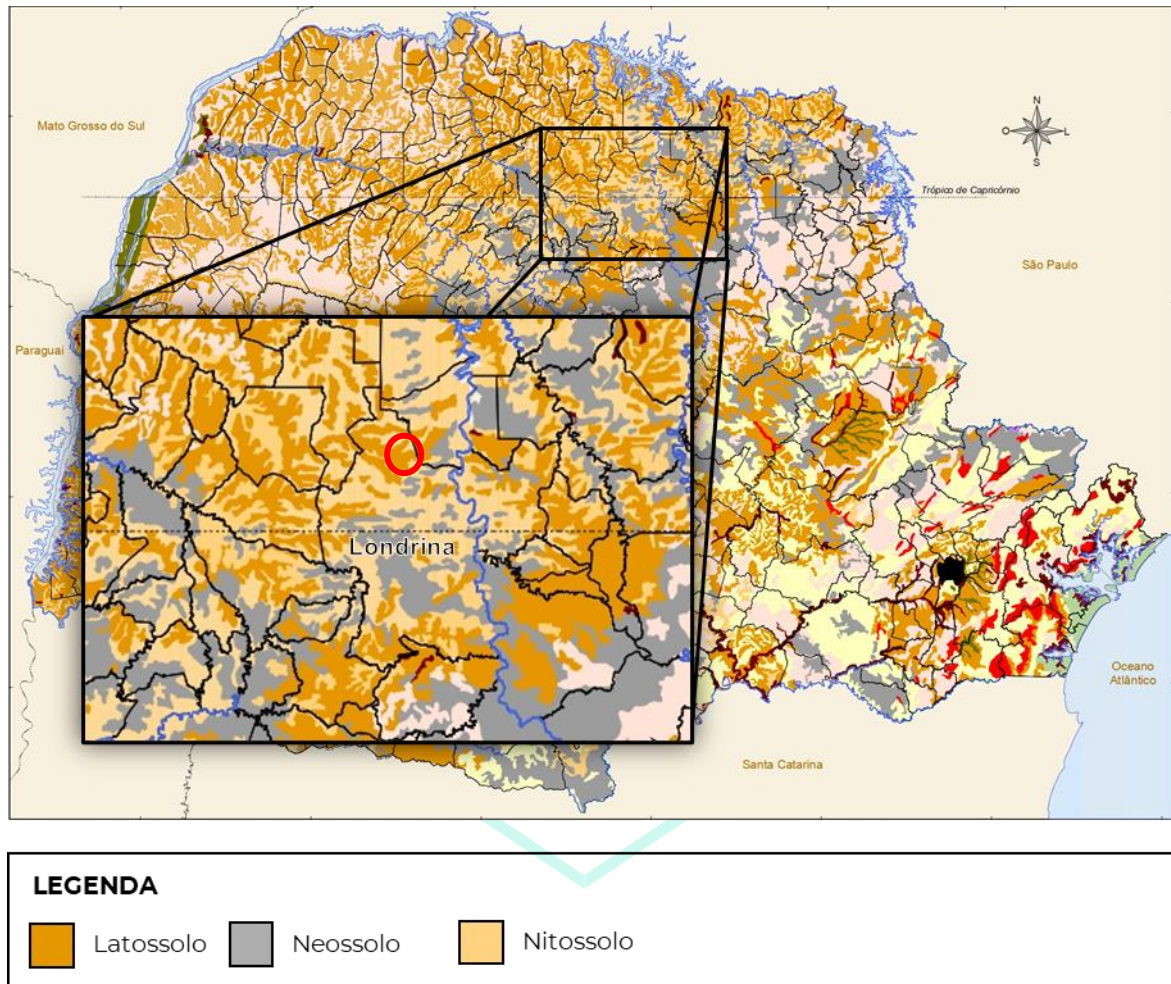 N
O
L
S
Mato Grosso do Sul
Trópico de Capricórnio
São Paulo
Paraguai
Londrina
Oceano
Atlântico
Santa Catarina
LEGENDA
Latossolo
Neossolo
Nitossolo